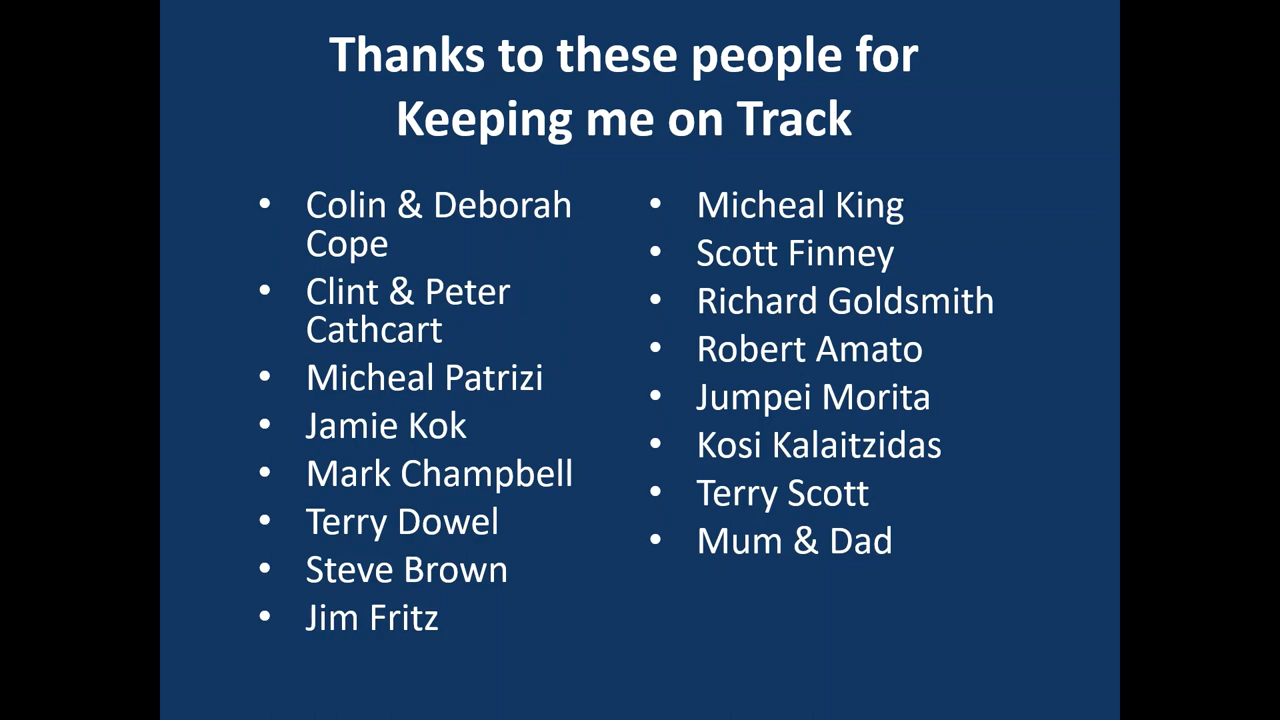 Thanks to these people for
Keeping me on Track
• Colin & Deborah
Cope
• Clint & Peter
Cathcart
• Micheal Patrizi
• Jamie Kok
• Mark Champbell
• Terry Dowel
• Steve Brown
• Jim Fritz
• Micheal King
• Scott Finney
• Richard Goldsmith
• Robert Amato
• Jumpei Morita
• Kosi Kalaitzidas
• Terry Scott
• Mum & Dad